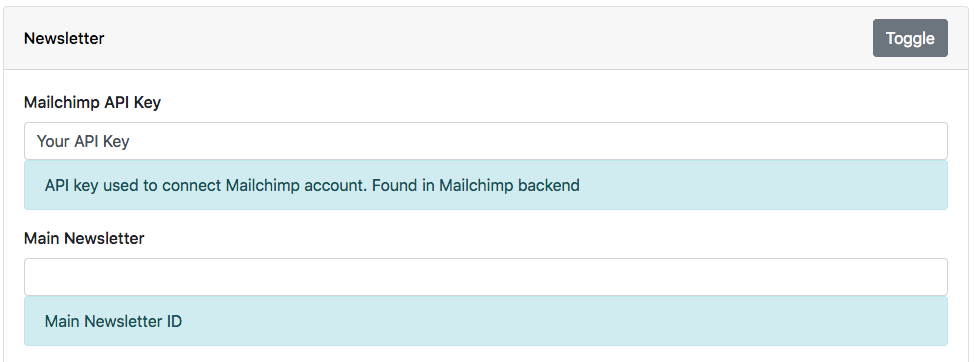 Newsletter
Toggle
Mailchimp API Key
Your API Key
API key used to connect Mailchimp account. Found in Mailchimp backend
Main Newsletter
Main Newsletter ID